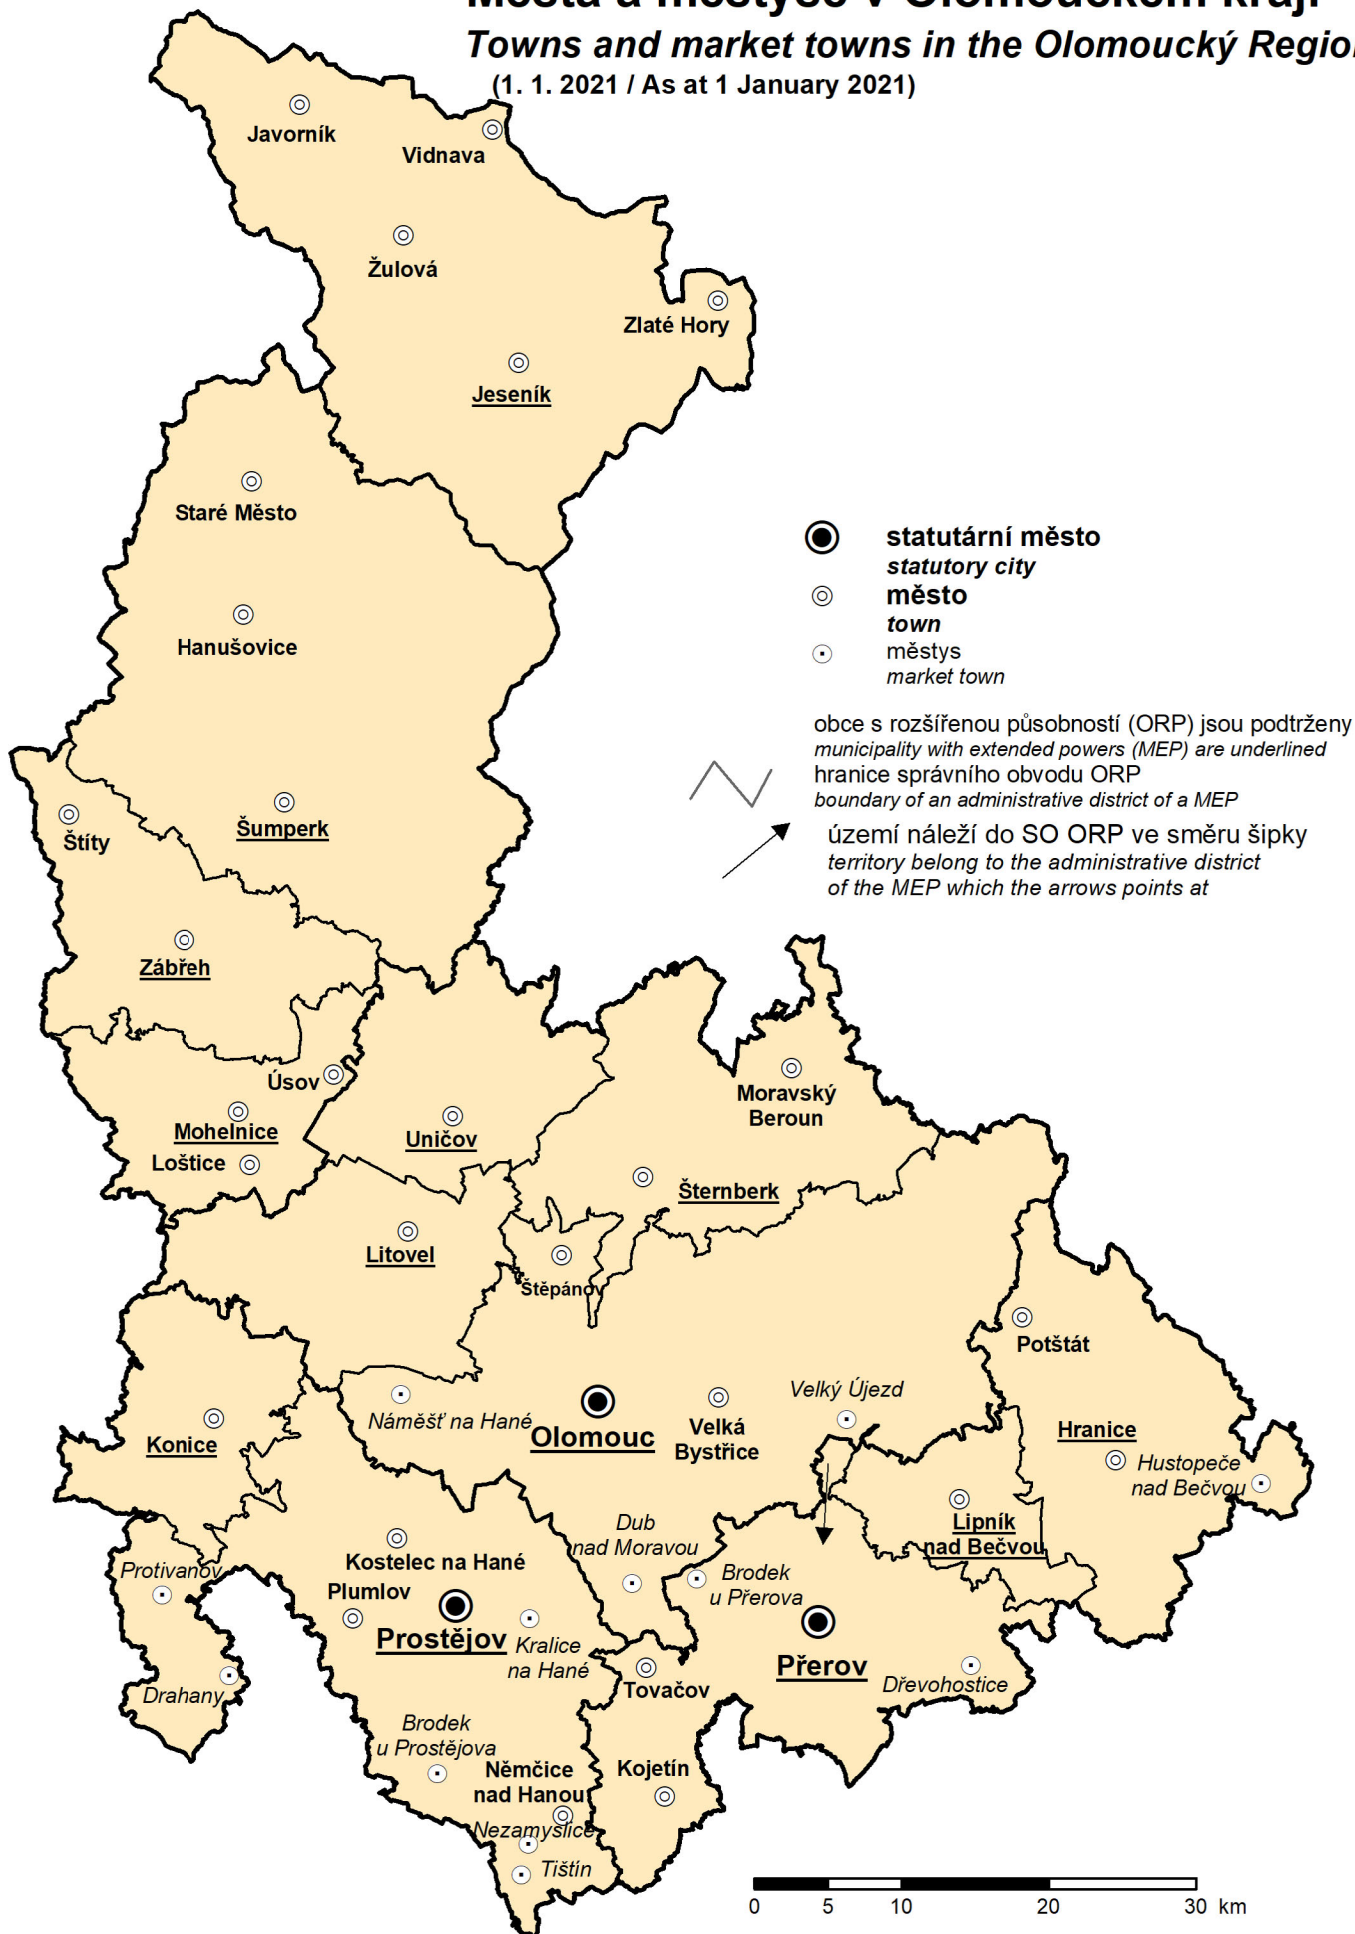 Města a městyse v Olomouckém kraji
Towns and market towns in the Olomoucký Region
(1. 1. 2021 / As at 1 January 2021)
Javorník
Vidnava
Žulová
Zlaté Hory
Jeseník
Staré Město
Hanušovice
statutární město
statutory city
město
town
městys
market town
obce s rozšířenou působností (ORP) jsou podtrženy
municipality with extended powers (MEP) are underlined
hranice správního obvodu ORP
boundary of an administrative district of a MEP
území náleží do SO ORP ve směru šipky
territory belong to the administrative district
of the MEP which the arrows points at
Štíty
Šumperk
Zábřeh
Úsov
Moravský
Beroun
Mohelnice
Uničov
Loštice
Šternberk
Litovel
Štěpánov
Potštát
Náměšť na Hané
Olomouc
Velká
Bystřice
Velký Újezd
Konice
Hranice
Hustopeče
nad Bečvou
Lipník
nad Bečvou
Dub
nad Moravou
Kostelec na Hané
Protivanov
Plumlov
Brodek
u Přerova
Prostějov
Kralice
na Hané
Přerov
Dřevohostice
Tovačov
Drahany
Brodek
u Prostějova
Němčice
nad Hanou
Kojetín
Nezamyslice
Tištín
0 5 10 20 30 km